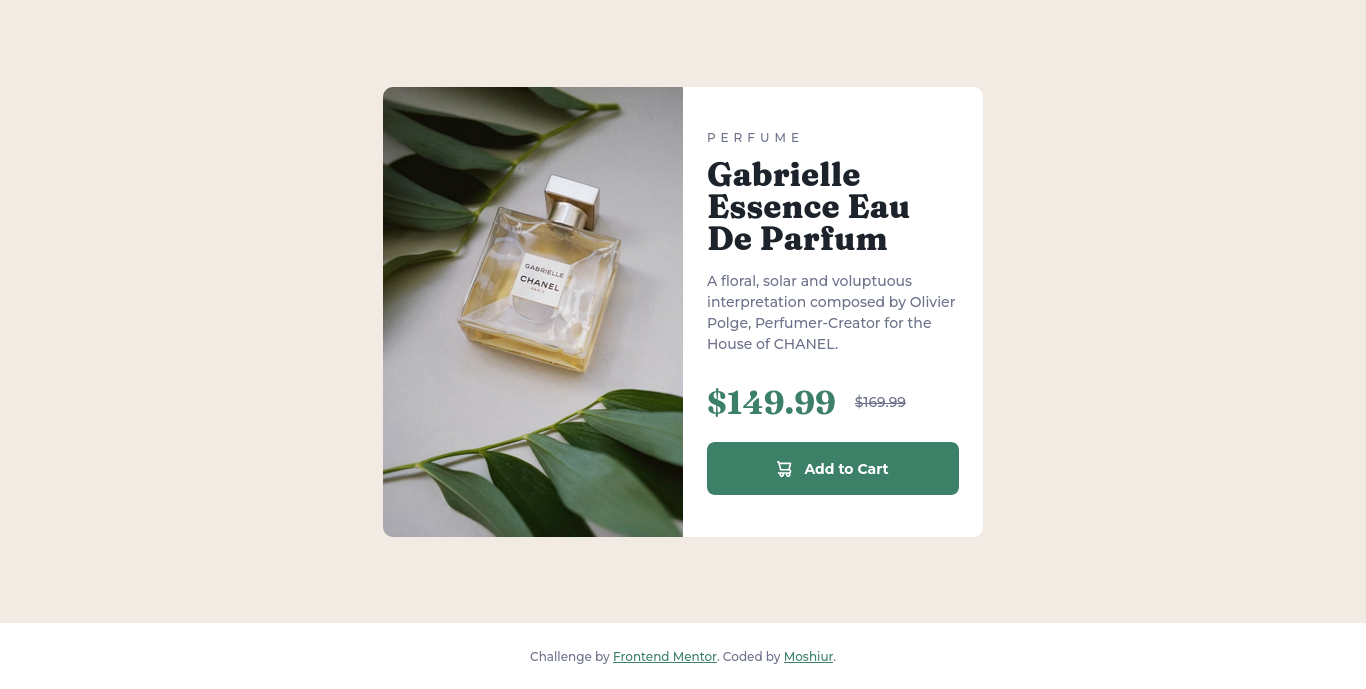 GABRIELLE
CHANEL
PARIS
PERFUME
Gabrielle
Essence Eau
De Parfum
A floral, solar and voluptuous
interpretation composed by Olivier
Polge, Perfumer-Creator for the
House of CHANEL.
$149.99 $169.99
Add to Cart
Challenge by Frontend Mentor. Coded by Moshiur.